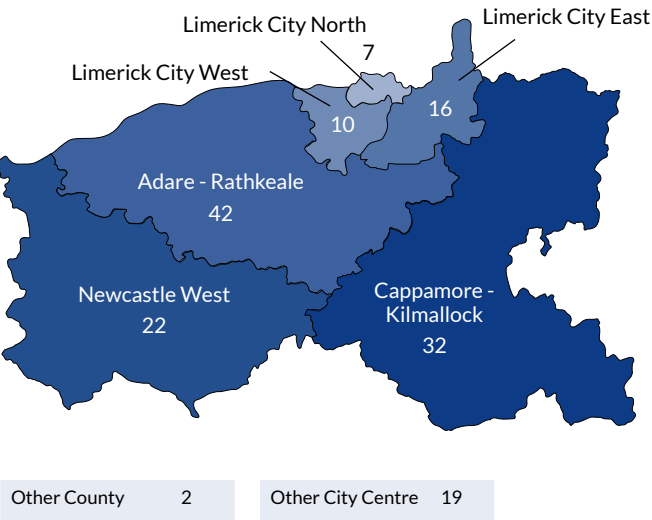 Limerick City North
7
Limerick City East
Limerick City West
10
16
Adare - Rathkeale
42
Newcastle West
22
Cappamore -
Kilmallock
32
Other County 2
Other City Centre 19